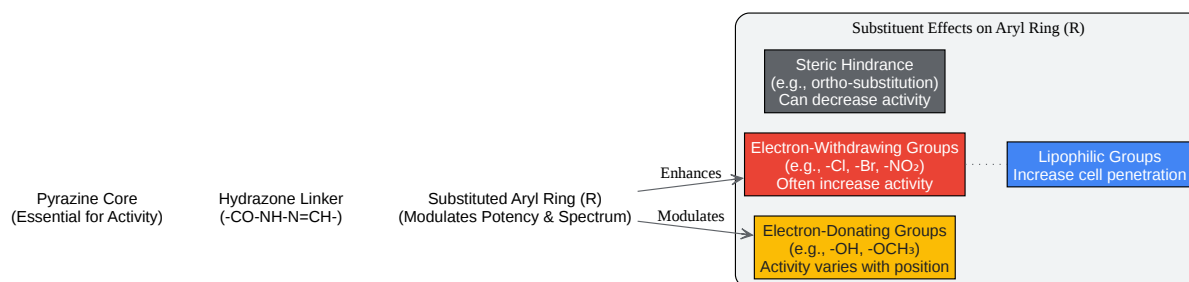 Pyrazine Core
(Essential for Activity)
Hydrazone Linker
(-CO-NH-N=CH-)
Substituted Aryl Ring (R)
(Modulates Potency & Spectrum)
Enhances
Modulates
Substituent Effects on Aryl Ring (R)
Steric Hindrance
(e.g., ortho-substitution)
Can decrease activity
Electron-Withdrawing Groups
(e.g., -Cl, -Br, -NO₂)
Often increase activity
Lipophilic Groups
Increase cell penetration
Electron-Donating Groups
(e.g., -OH, -OCH₃)
Activity varies with position